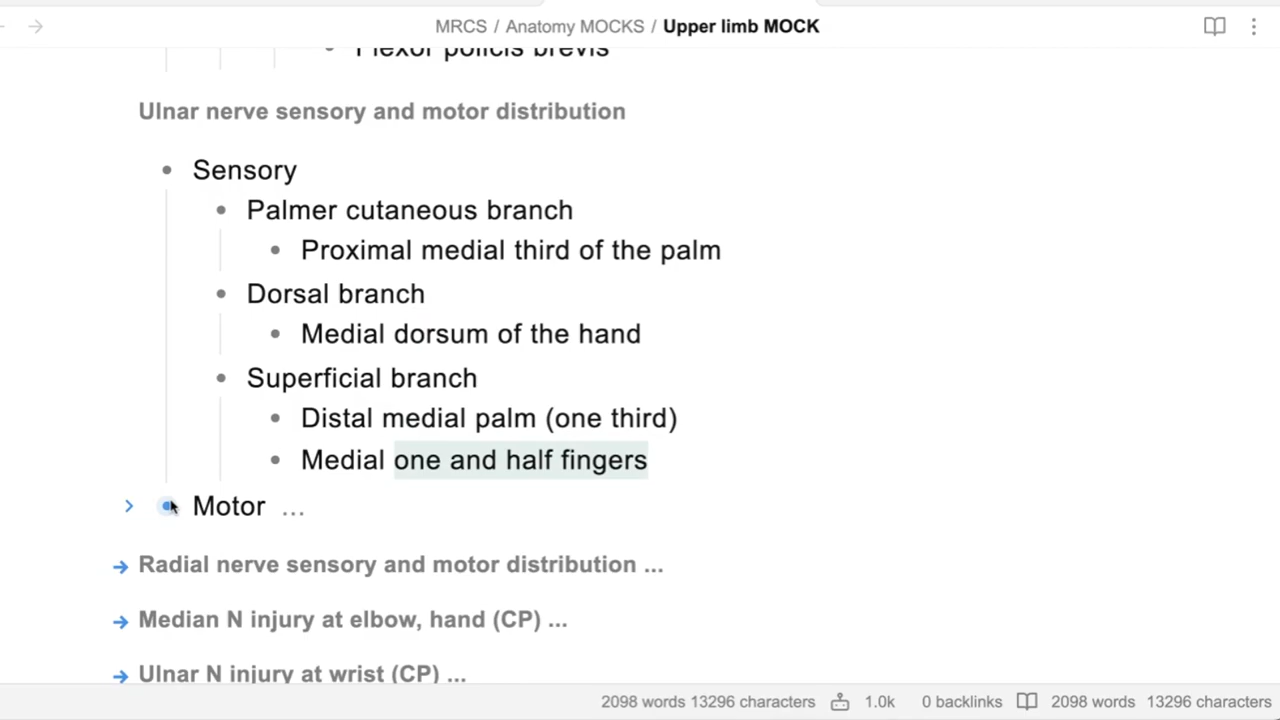 MRCS / Anatomy MOCKS / Upper limb MOCK
Flexor policis brevis
Ulnar nerve sensory and motor distribution
Sensory
Palmer cutaneous branch
Proximal medial third of the palm
Dorsal branch
Medial dorsum of the hand
Superficial branch
Distal medial palm (one third)
Medial one and half fingers
Motor ...
Radial nerve sensory and motor distribution ...
Median N injury at elbow, hand (CP) ...
Ulnar N injury at wrist (CP) ...
2098 words 13296 characters 1.0k 0 backlinks 2098 words 13296 characters